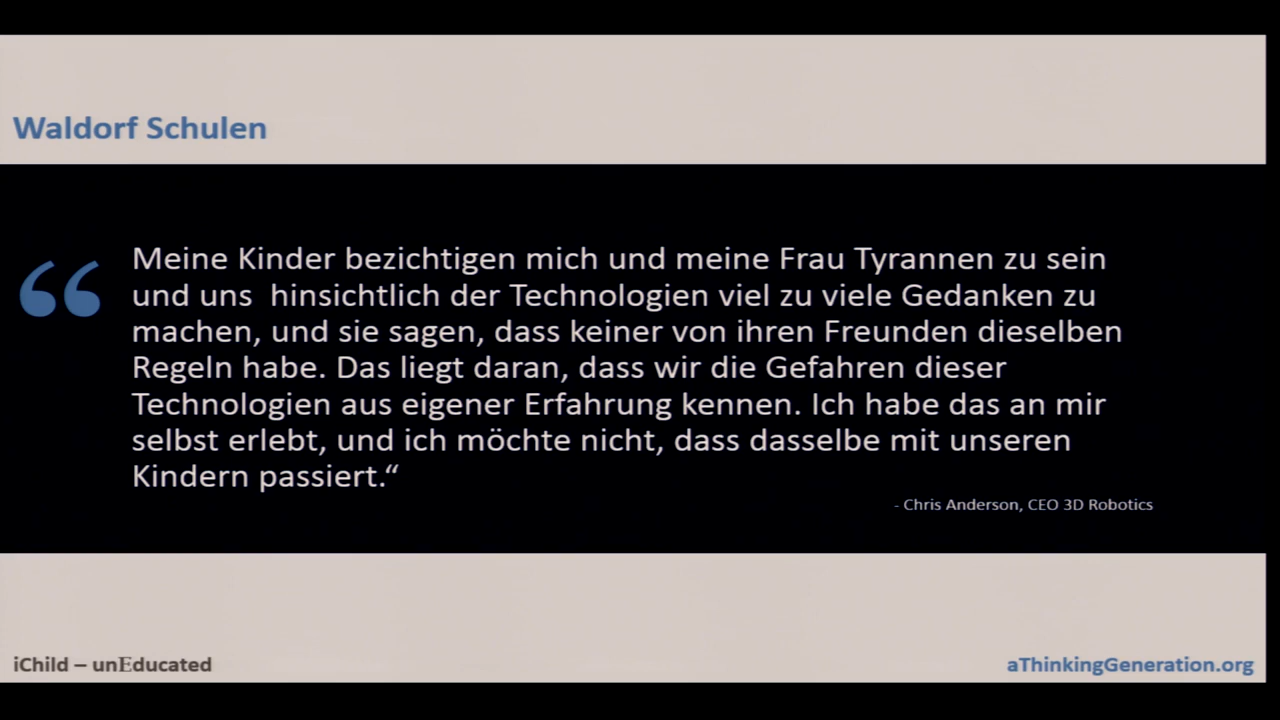 Waldorf Schulen
“ Meine Kinder bezichtigen mich und meine Frau Tyrannen zu sein
und uns  hinsichtlich der Technologien viel zu viele Gedanken zu
machen, und sie sagen, dass keiner von ihren Freunden dieselben
Regeln habe. Das liegt daran, dass wir die Gefahren dieser
Technologien aus eigener Erfahrung kennen. Ich habe das an mir
selbst erlebt, und ich möchte nicht, dass dasselbe mit unseren
Kindern passiert.“
- Chris Anderson, CEO 3D Robotics
iChild – unEducated
aThinkingGeneration.org